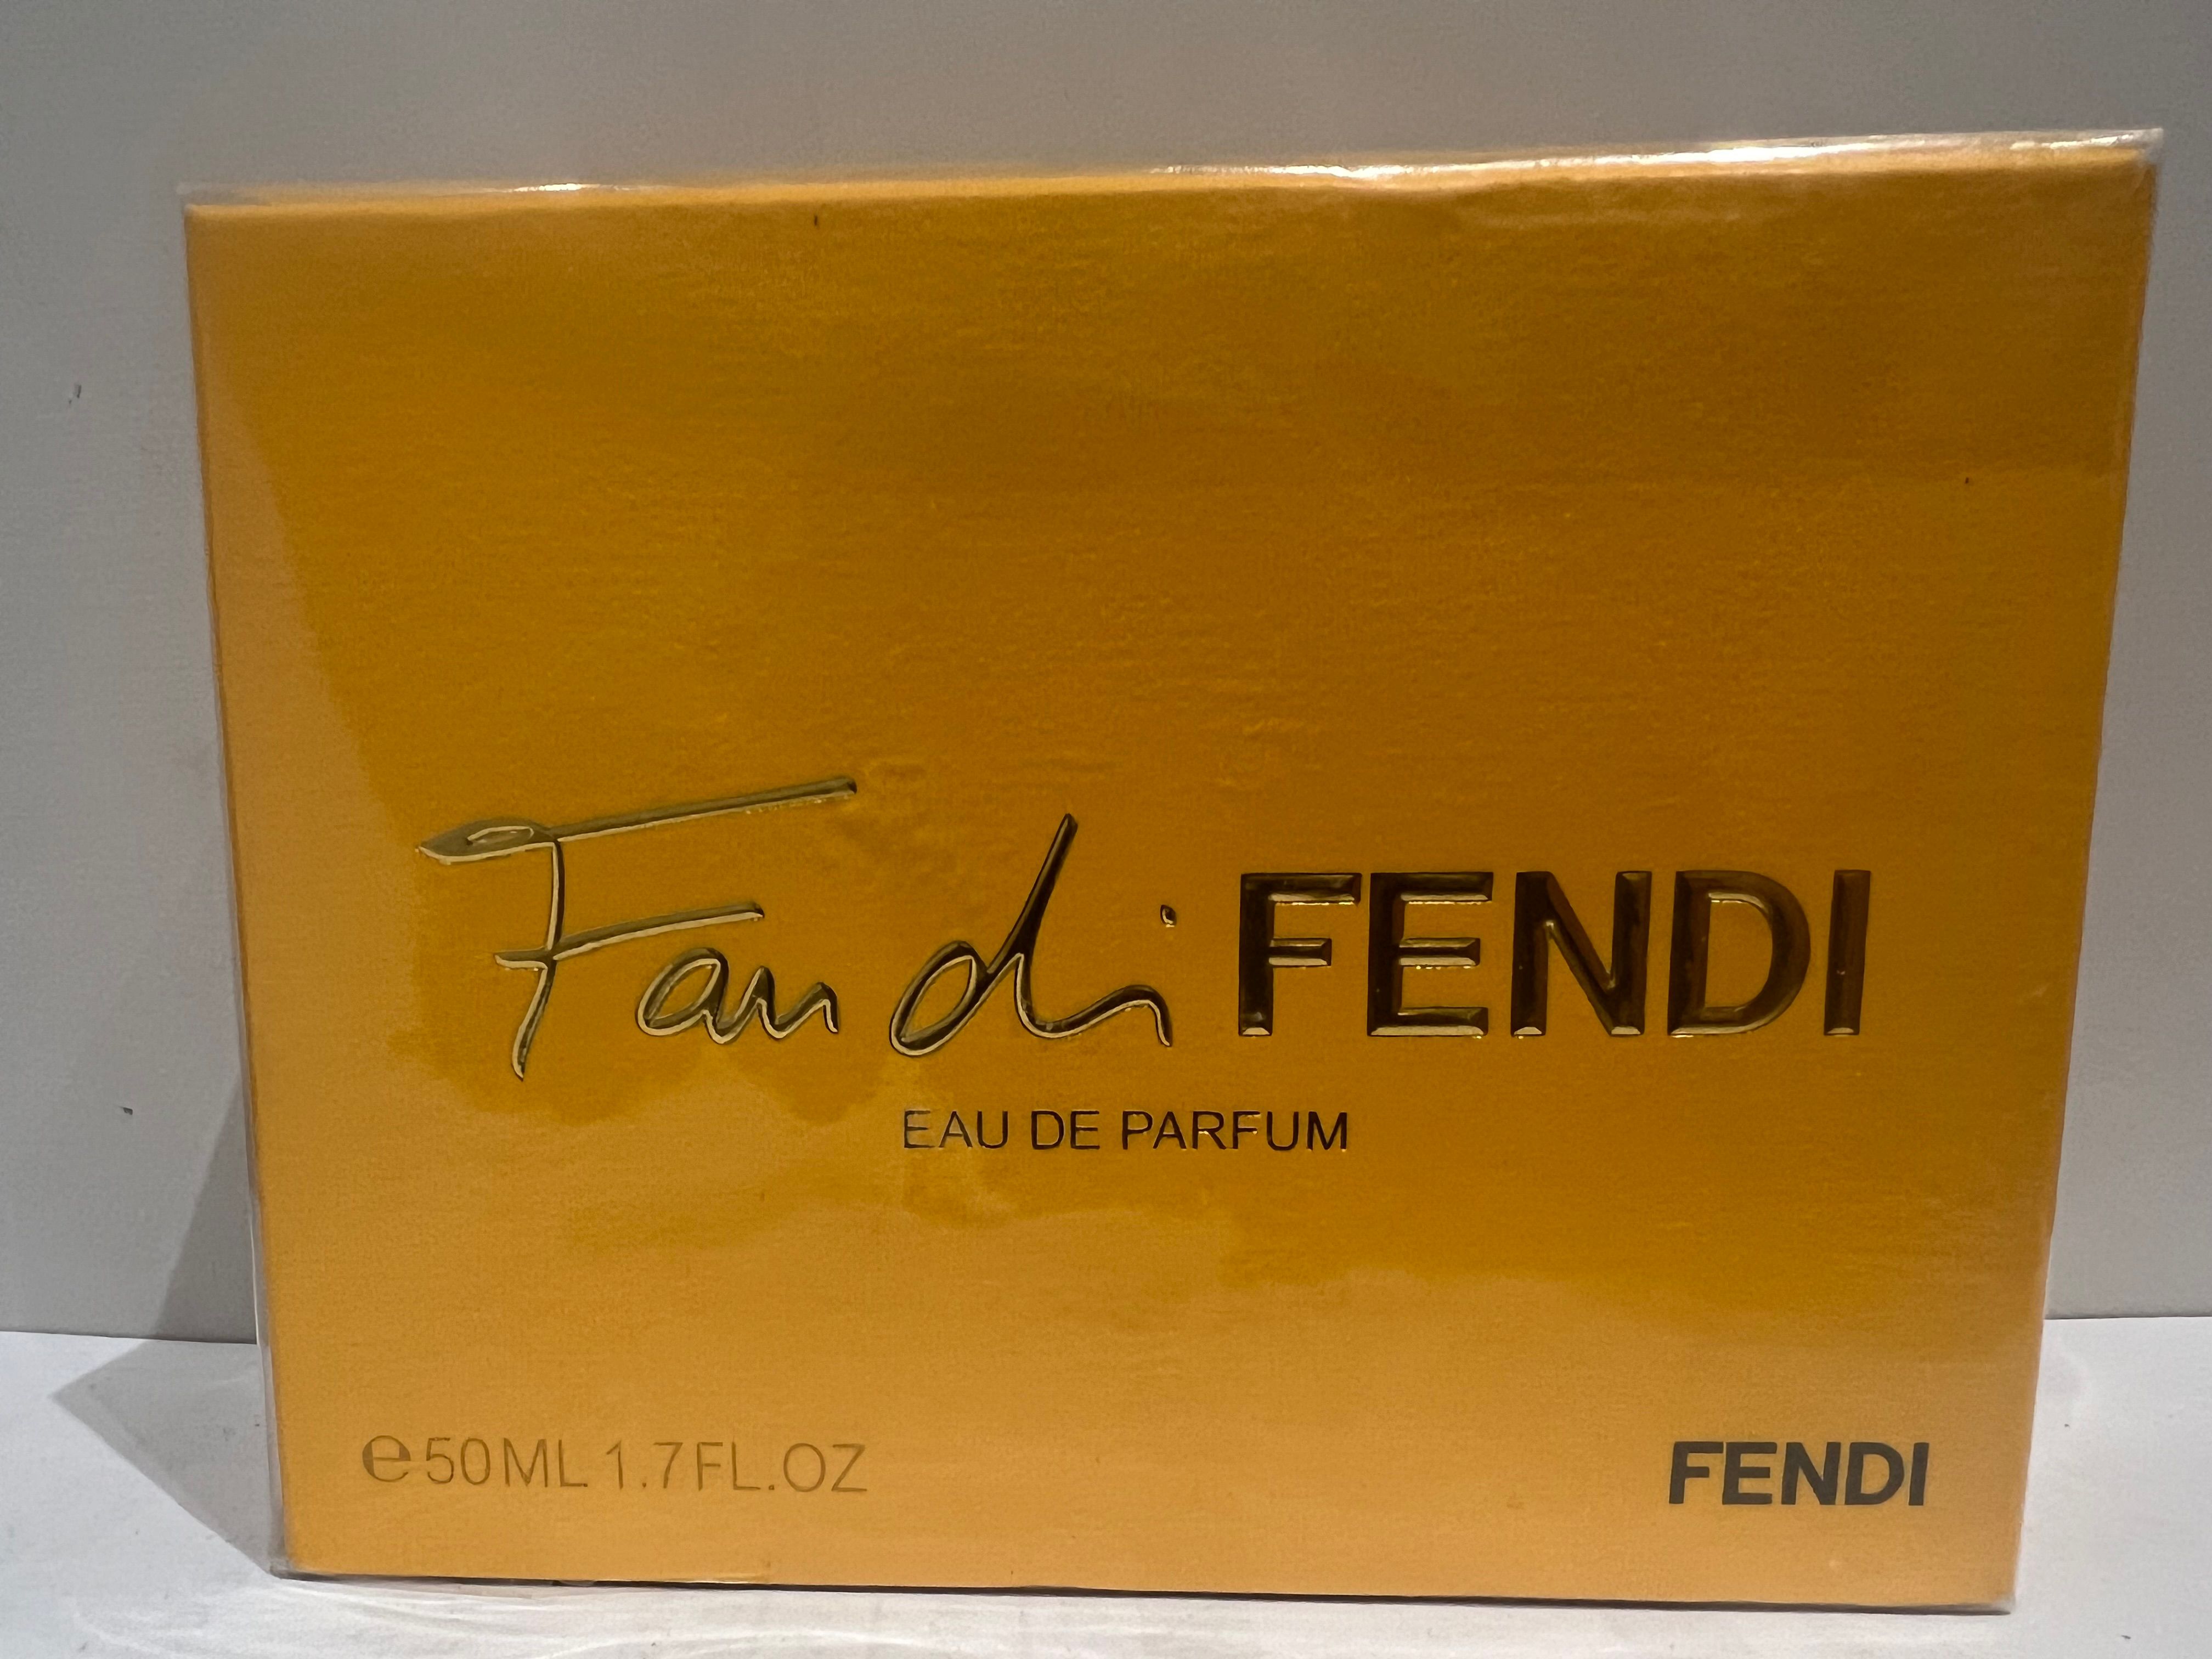 Fan di FENDI
EAU DE PARFUM
℮50ML 1.7FL.OZ
FENDI